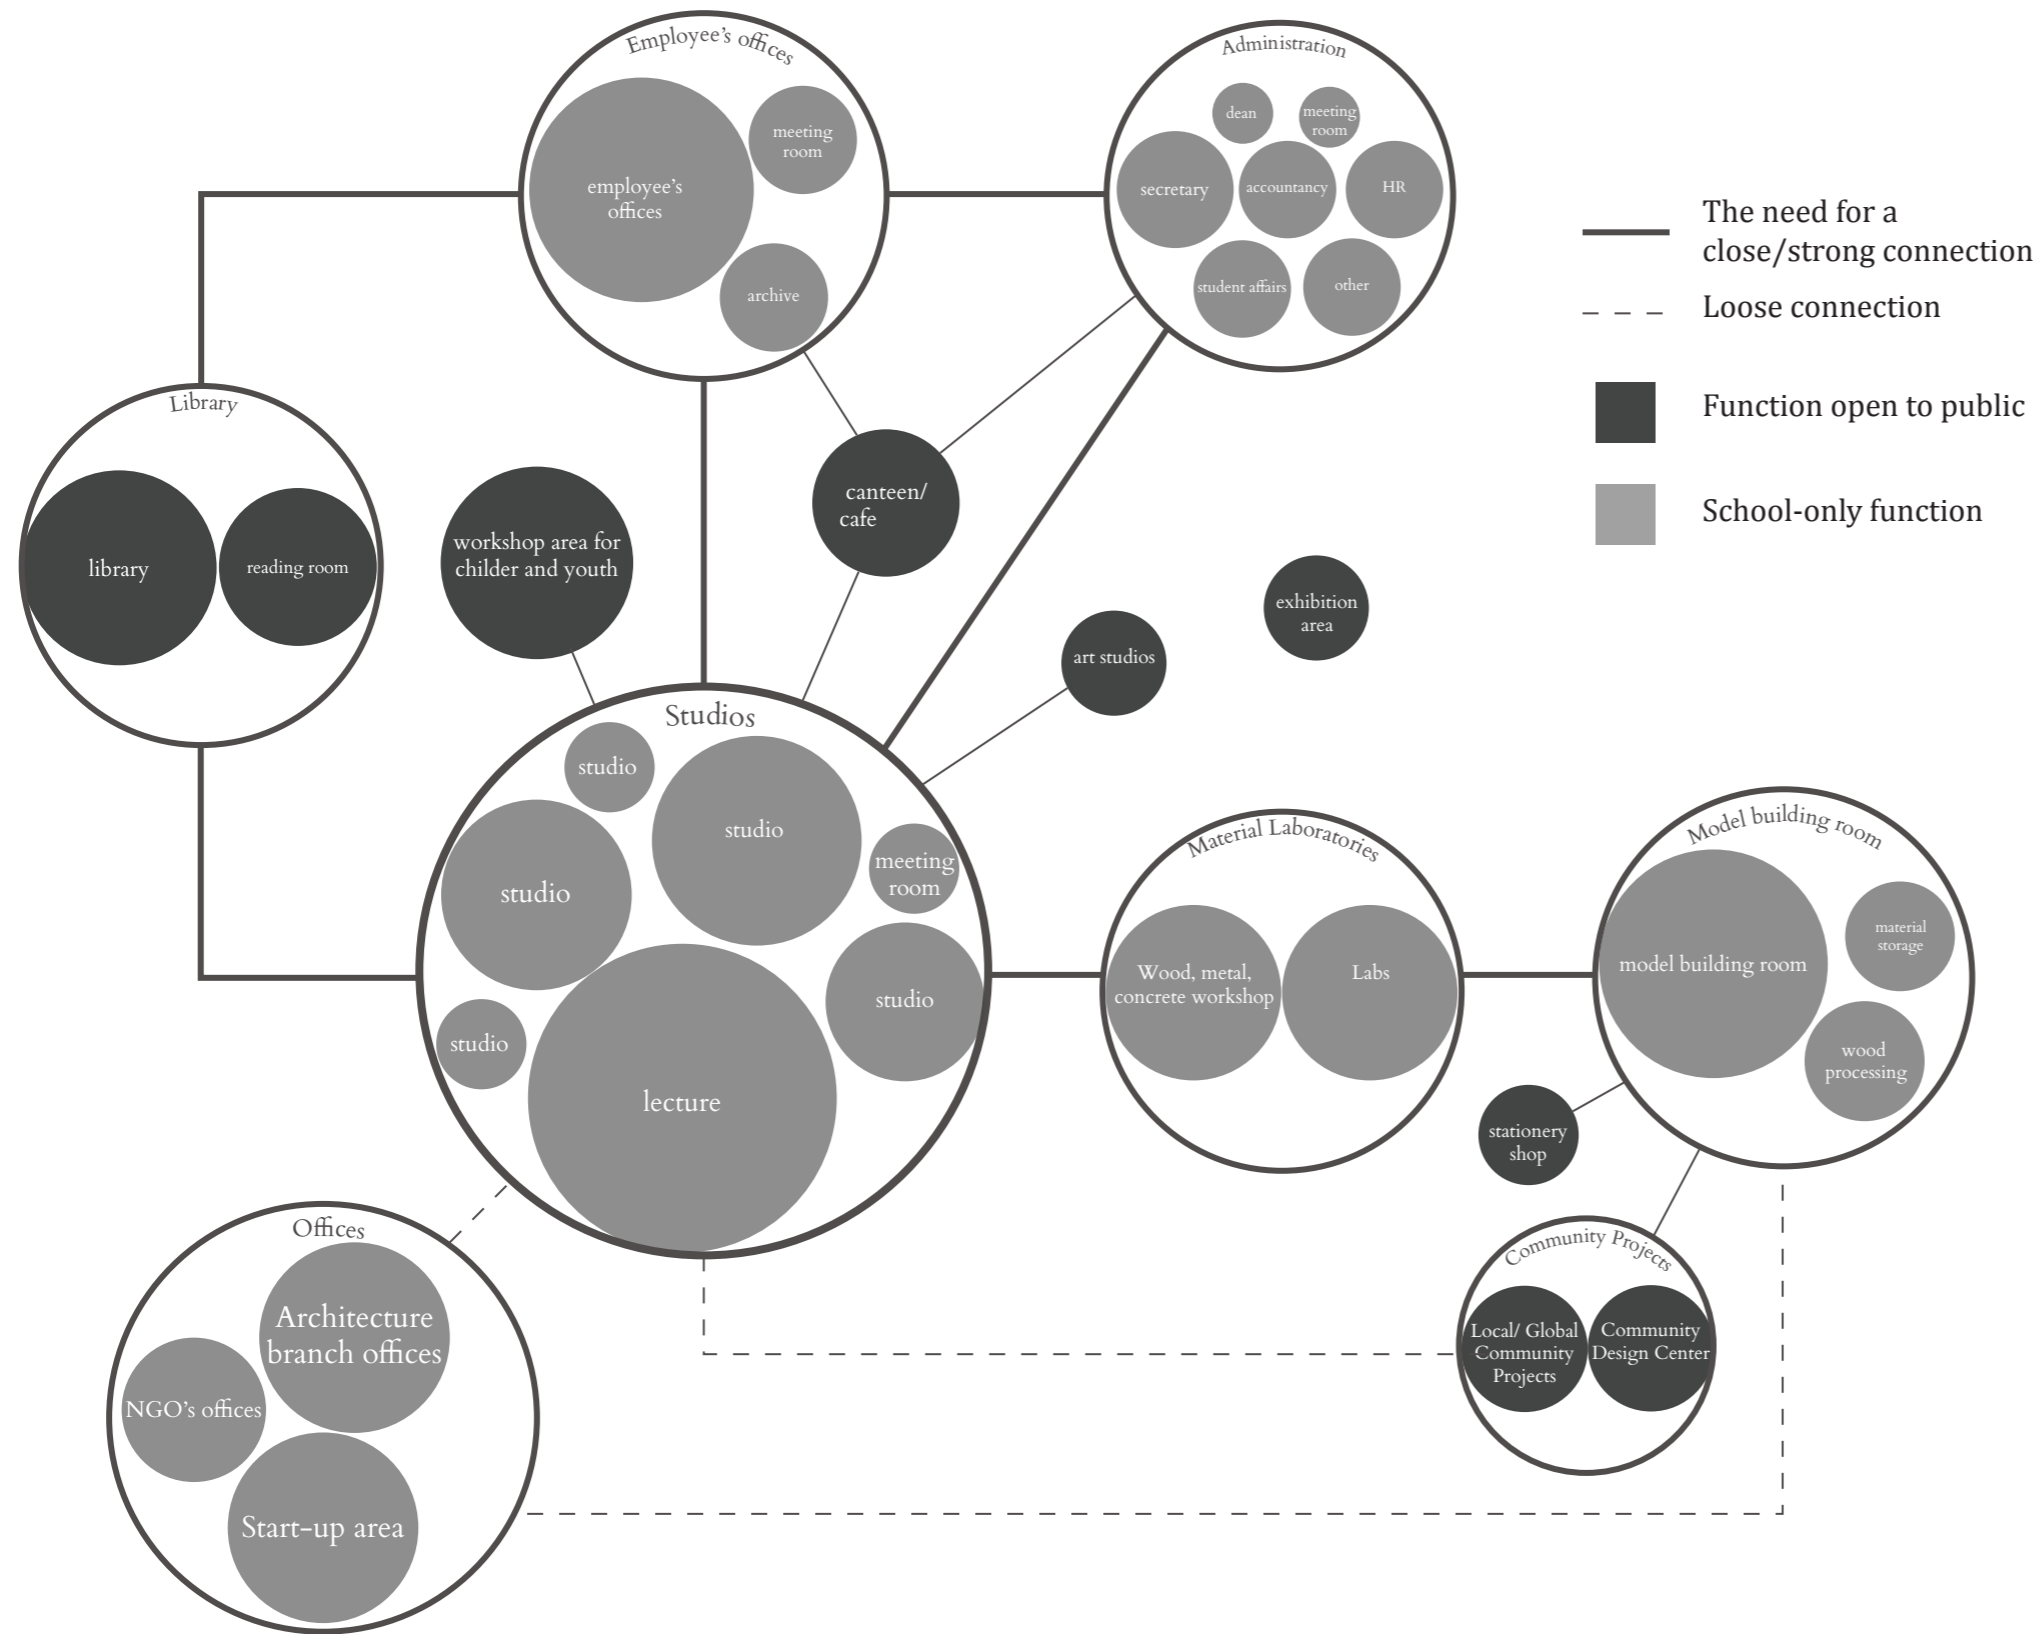 Employee's offices
employee's
offices
meeting
room
archive
Administration
dean
meeting
room
secretary
accountancy
HR
student affairs
other
The need for a
close/strong connection
Loose connection
Function open to public
School-only function
Library
library
reading room
workshop area for
childer and youth
canteen/
cafe
exhibition
area
art studios
Studios
studio
studio
studio
meeting
room
studio
studio
lecture
Material Laboratories
Wood, metal,
concrete workshop
Labs
Model building room
model building room
material
storage
wood
processing
stationery
shop
Community Projects
Local/ Global
Community
Projects
Community
Design Center
Offices
Architecture
branch offices
NGO's offices
Start-up area